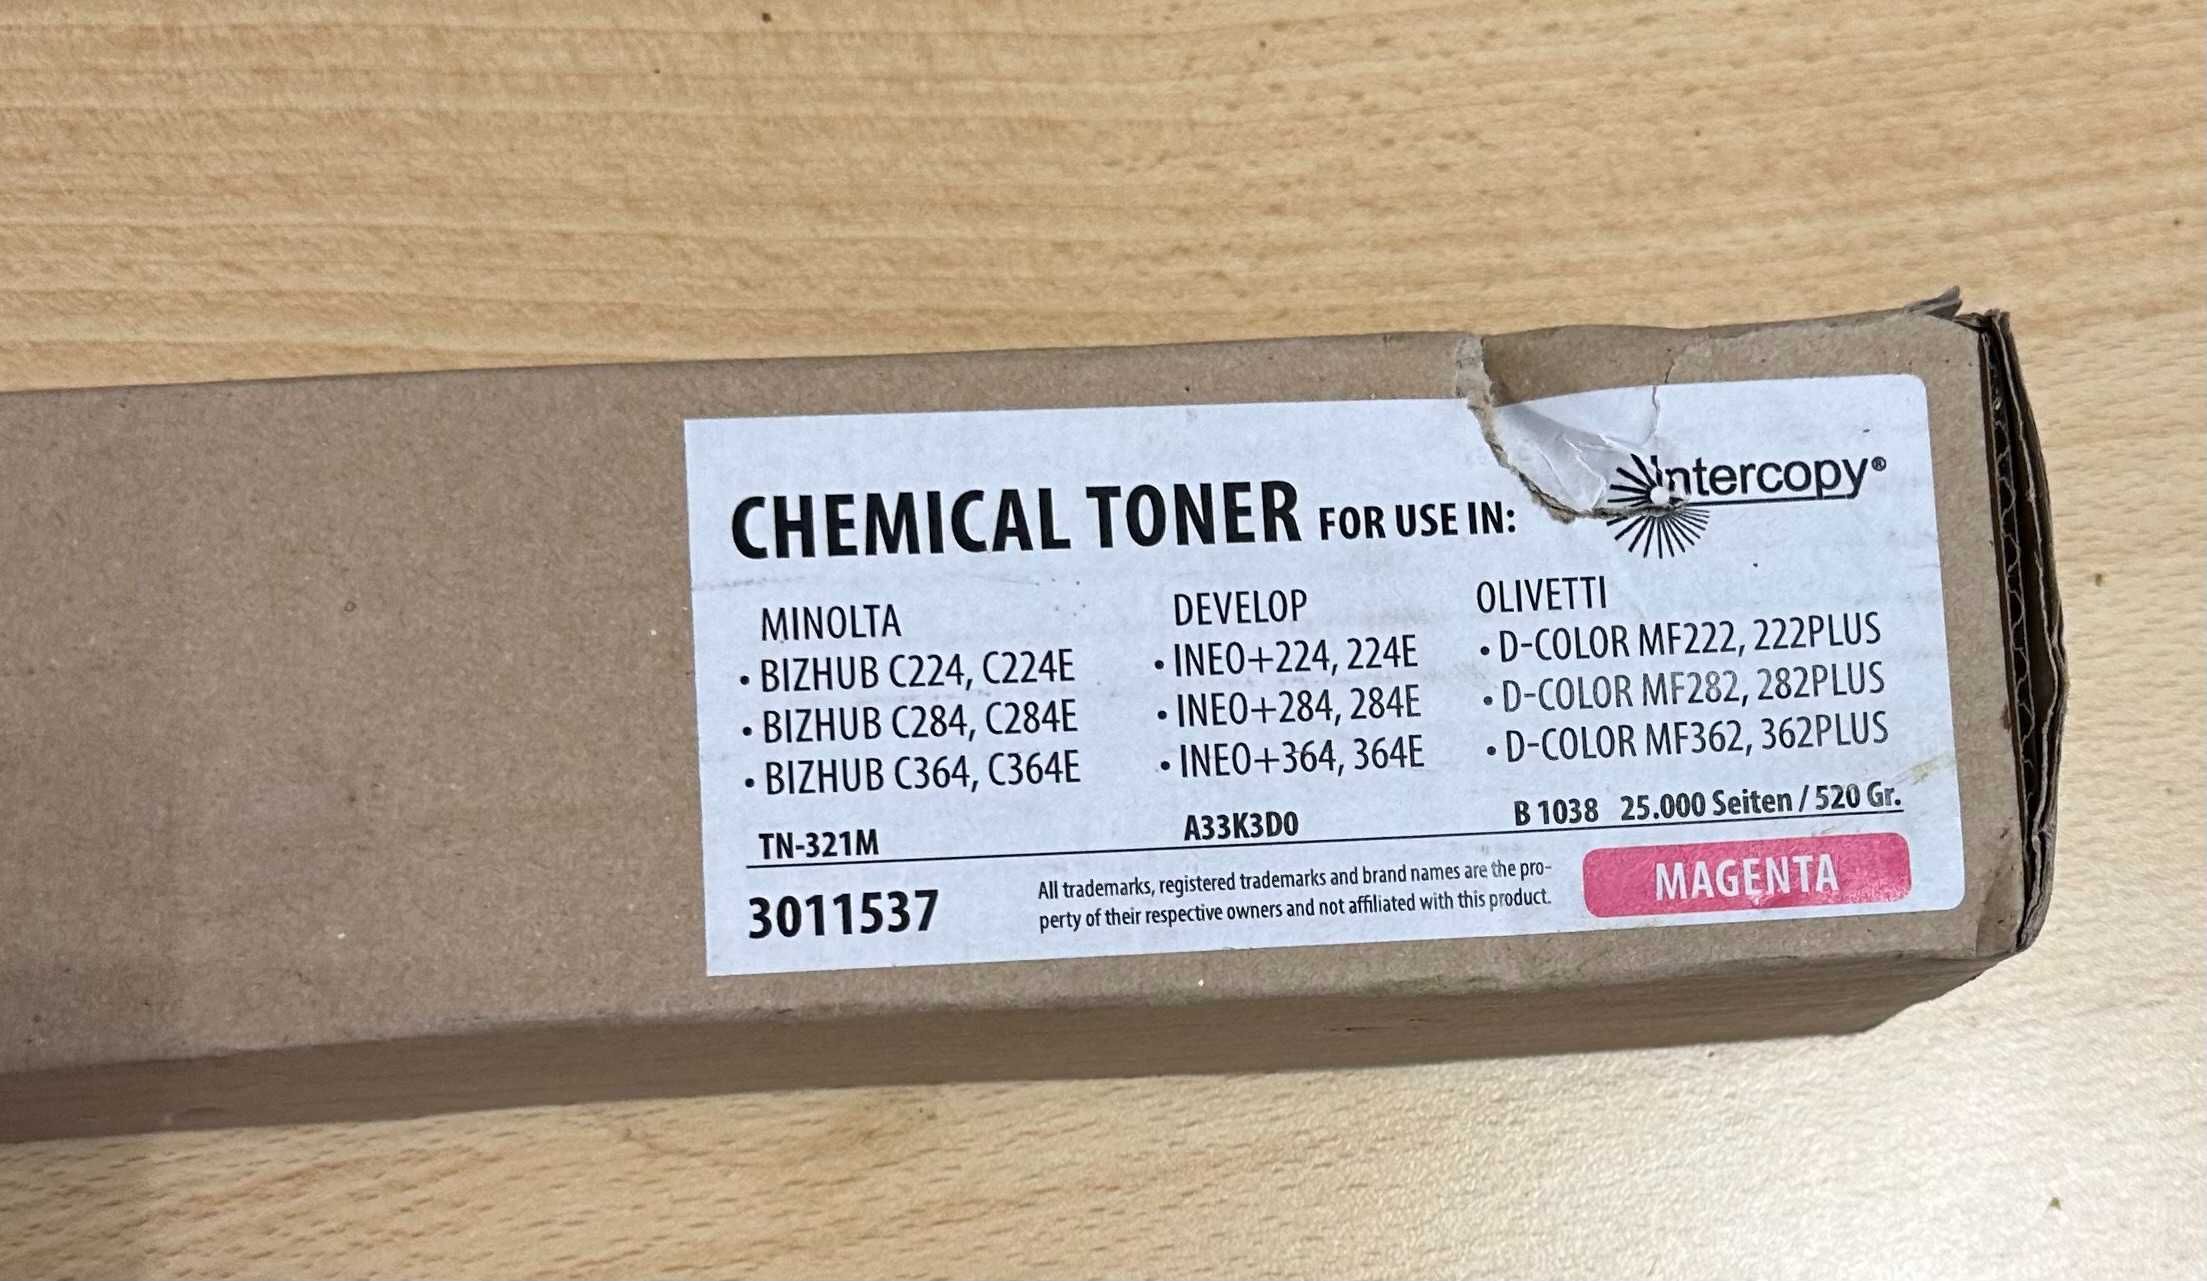 intercopy®
CHEMICAL TONER FOR USE IN:
MINOLTA
• BIZHUB C224, C224E
• BIZHUB C284, C284E
• BIZHUB C364, C364E
DEVELOP
• INEO+224, 224E
• INEO+284, 284E
• INEO+364, 364E
OLIVETTI
• D-COLOR MF222, 222PLUS
• D-COLOR MF282, 282PLUS
• D-COLOR MF362, 362PLUS
TN-321M A33K3D0 B 1038 25.000 Seiten / 520 Gr.
3011537
All trademarks, registered trademarks and brand names are the pro-
perty of their respective owners and not affiliated with this product.
MAGENTA